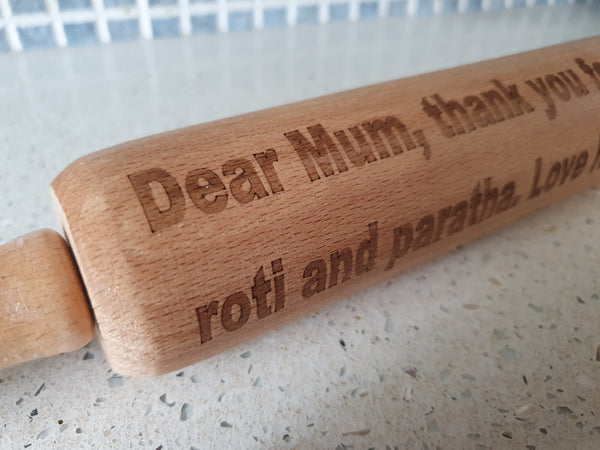 Dear Mum, thank you
roti and paratha. Love